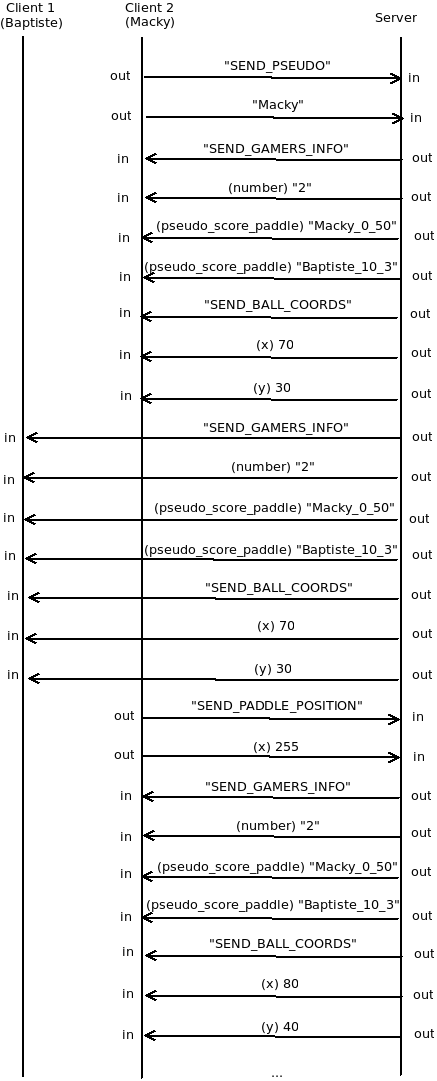 Client 1
(Baptiste)
Client 2
(Macky)
Server
out "SEND_PSEUDO" in
out "Macky" in
in "SEND_GAMERS_INFO" out
in (number) "2" out
in (pseudo_score_paddle) "Macky_0_50" out
in (pseudo_score_paddle) "Baptiste_10_3" out
in "SEND_BALL_COORDS" out
in (x) 70 out
in (y) 30 out
in "SEND_GAMERS_INFO" out
in (number) "2" out
in (pseudo_score_paddle) "Macky_0_50" out
in (pseudo_score_paddle) "Baptiste_10_3" out
in "SEND_BALL_COORDS" out
in (x) 70 out
in (y) 30 out
out "SEND_PADDLE_POSITION" in
out (x) 255 in
in "SEND_GAMERS_INFO" out
in (number) "2" out
in (pseudo_score_paddle) "Macky_0_50" out
in (pseudo_score_paddle) "Baptiste_10_3" out
in "SEND_BALL_COORDS" out
in (x) 80 out
in (y) 40 out
...